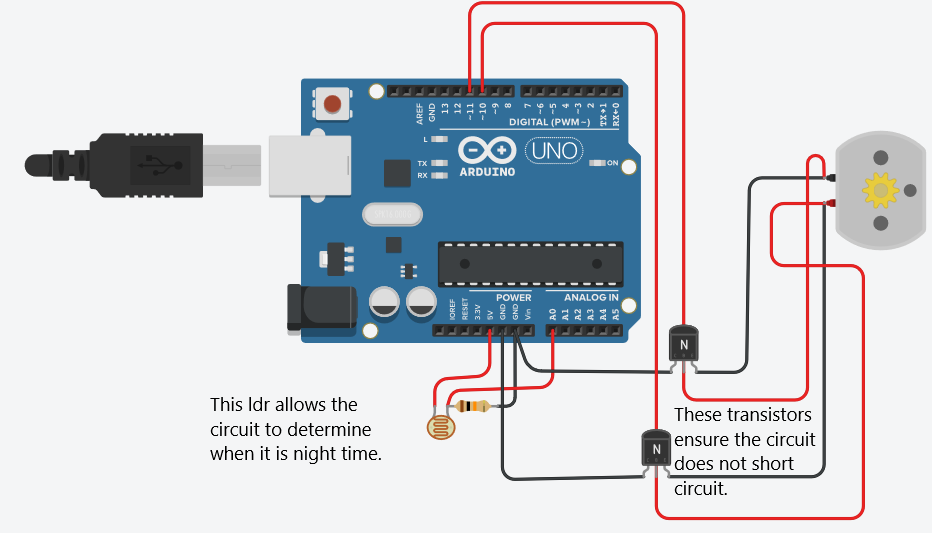 AREF
GND
13
12
~11
~10
~9
8
7
~6
~5
4
~3
2
TX→1
RX←0
DIGITAL (PWM~)
L
TX
RX
ARDUINO
UNO
ON
POWER
ANALOG IN
IOREF
RESET
3.3V
5V
GND
GND
Vin
A0
A1
A2
A3
A4
A5
N
N
This ldr allows the
circuit to determine
when it is night time.
These transistors
ensure the circuit
does not short
circuit.